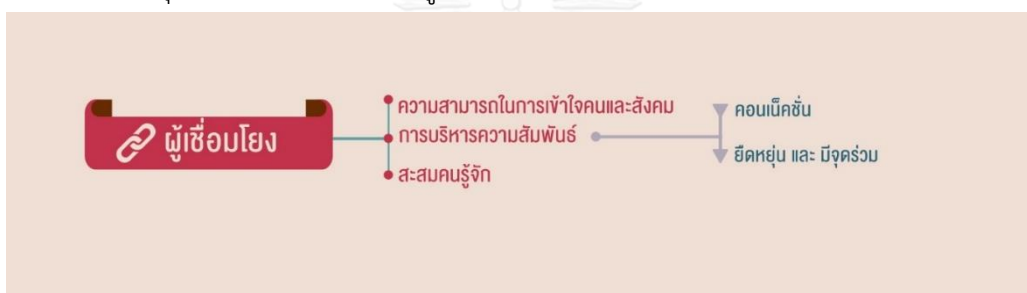 ผู้เชื่อมโยง
ความสามารถในการเข้าใจคนและสังคม
การบริหารความสัมพันธ์
สะสมคนรู้จัก
คอนเน็คชั่น
ยืดหยุ่น และ มีจุดร่วม